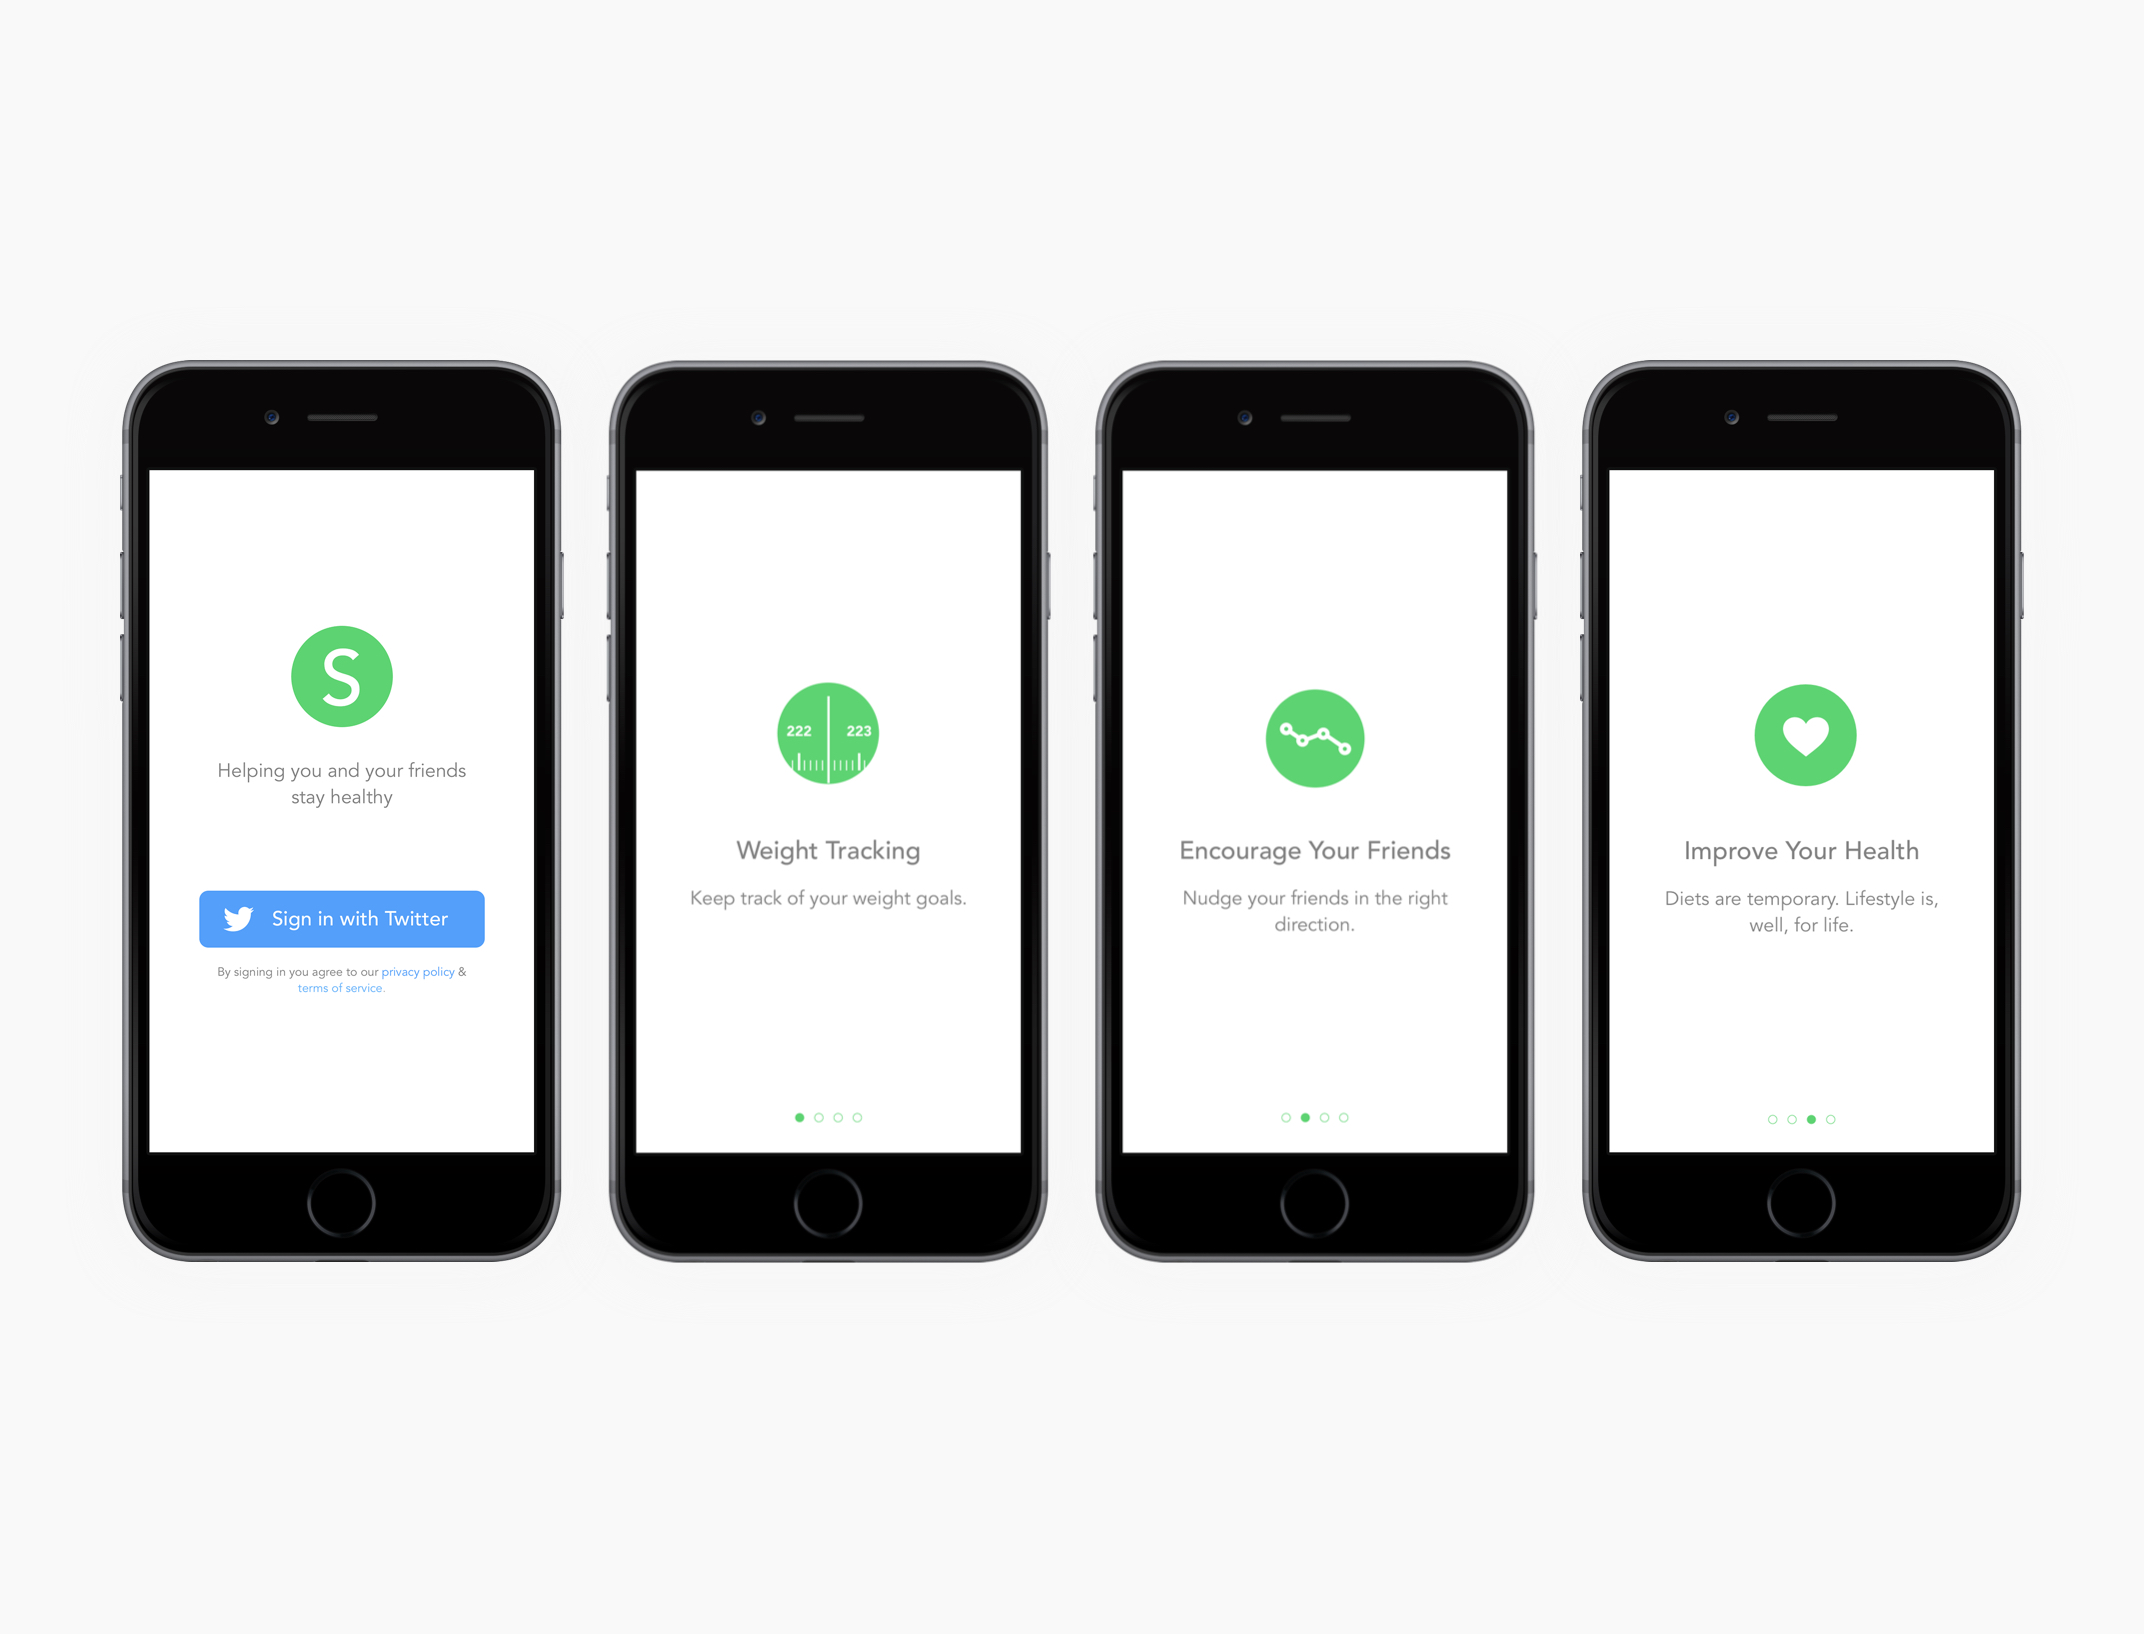 S
Helping you and your friends
stay healthy
Sign in with Twitter
By signing in you agree to our privacy policy &
terms of service.
222 223
Weight Tracking
Keep track of your weight goals.
Encourage Your Friends
Nudge your friends in the right
direction.
Improve Your Health
Diets are temporary. Lifestyle is,
well, for life.